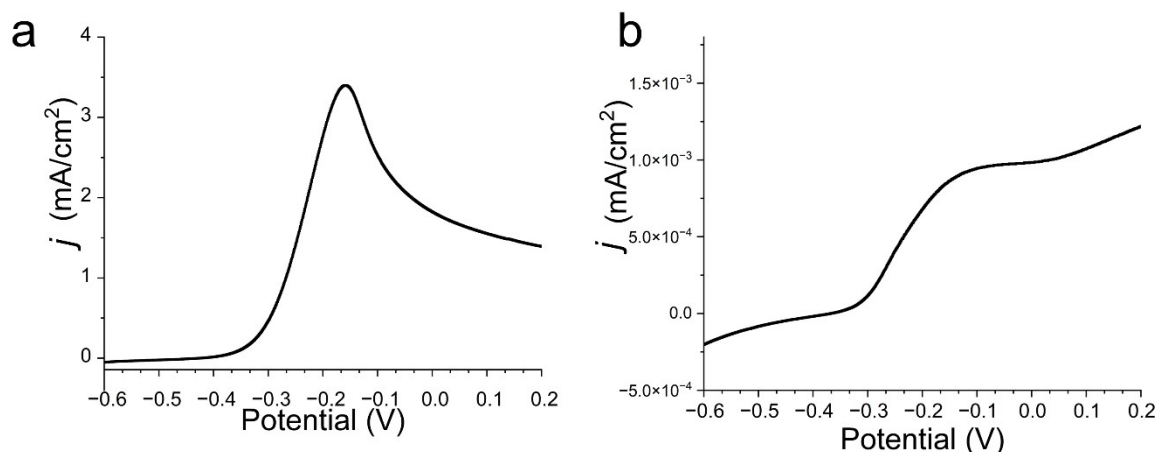 a
4
3
2
1
0
j (mA/cm²)
−0.6 −0.5 −0.4 −0.3 −0.2 −0.1 0.0 0.1 0.2
Potential (V)
b
1.5×10⁻³
1.0×10⁻³
5.0×10⁻⁴
0.0
−5.0×10⁻⁴
j (mA/cm²)
−0.6 −0.5 −0.4 −0.3 −0.2 −0.1 0.0 0.1 0.2
Potential (V)